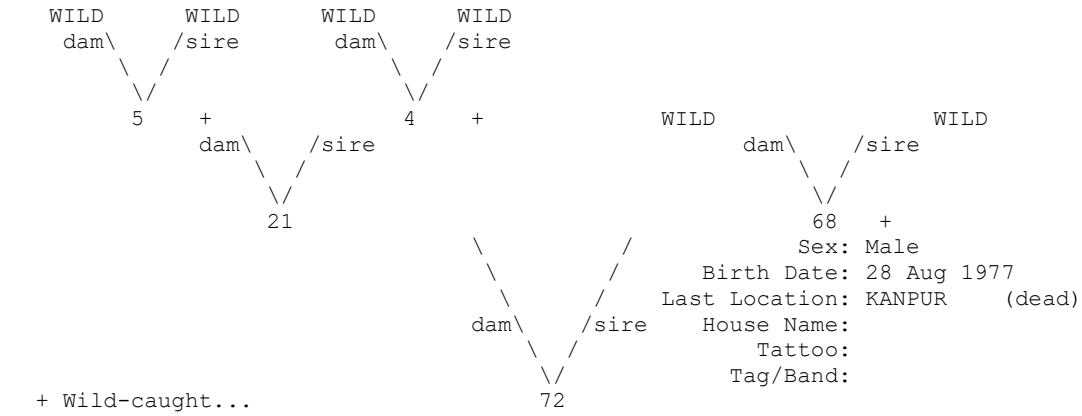 WILD WILD WILD WILD
dam\ /sire dam\ /sire
\ / \ /
\/ \/
5 + 4 + WILD WILD
dam\ /sire dam\ /sire
\ / \ /
\/ \/
21 68 +
\ / Sex: Male
\ / Birth Date: 28 Aug 1977
\ / Last Location: KANPUR (dead)
dam\ /sire House Name:
\ / Tattoo:
\/ Tag/Band:
+ Wild-caught... 72